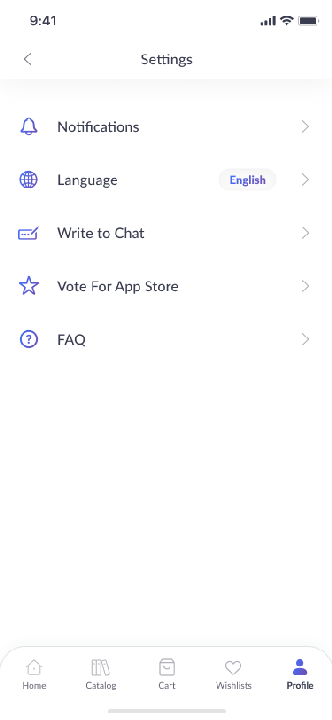 9:41
Settings
Notifications
Language English
Write to Chat
Vote For App Store
FAQ
Home Catalog Cart Wishlists Profile